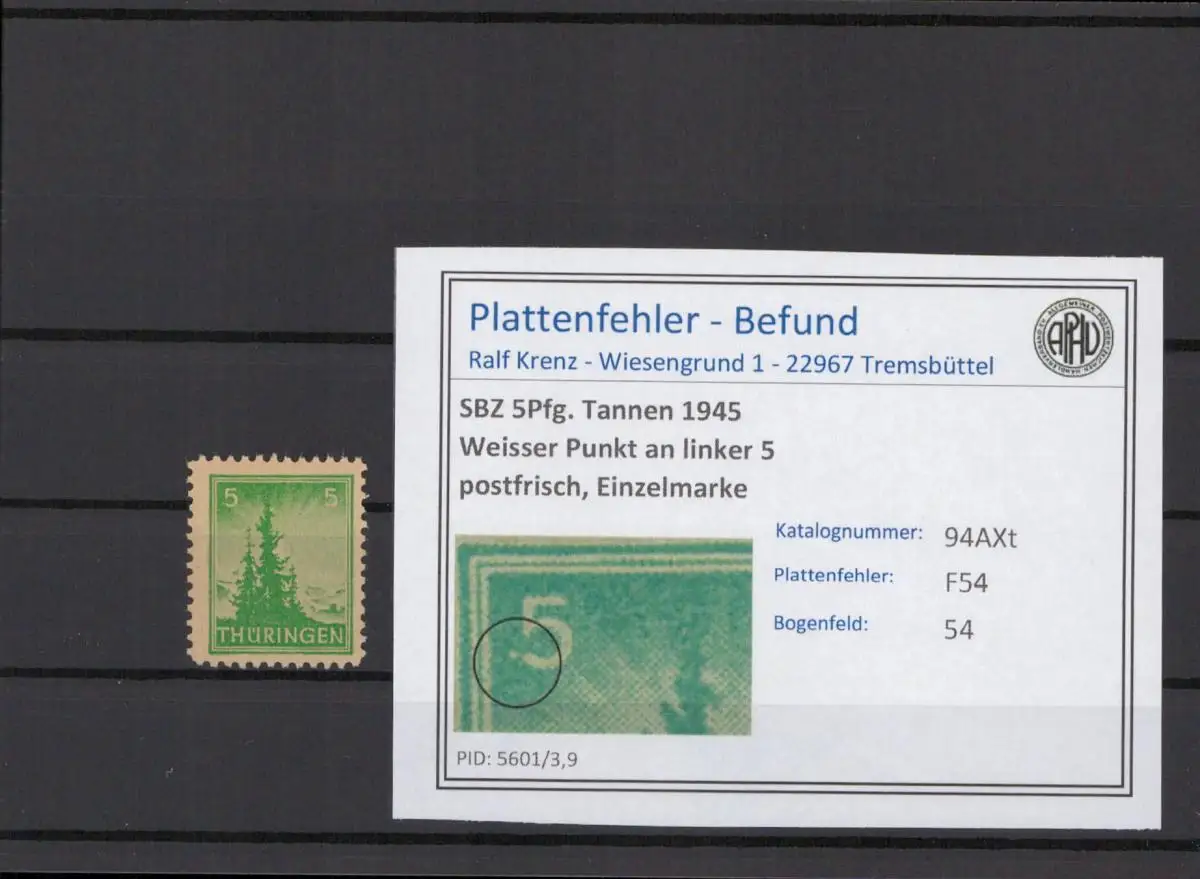 5 5
THÜRINGEN
Plattenfehler - Befund
Ralf Krenz - Wiesengrund 1 - 22967 Tremsbüttel
APHV
SBZ 5Pfg. Tannen 1945
Weisser Punkt an linker 5
postfrisch, Einzelmarke
5
Katalognummer: 94AXt
Plattenfehler: F54
Bogenfeld: 54
PID: 5601/3,9